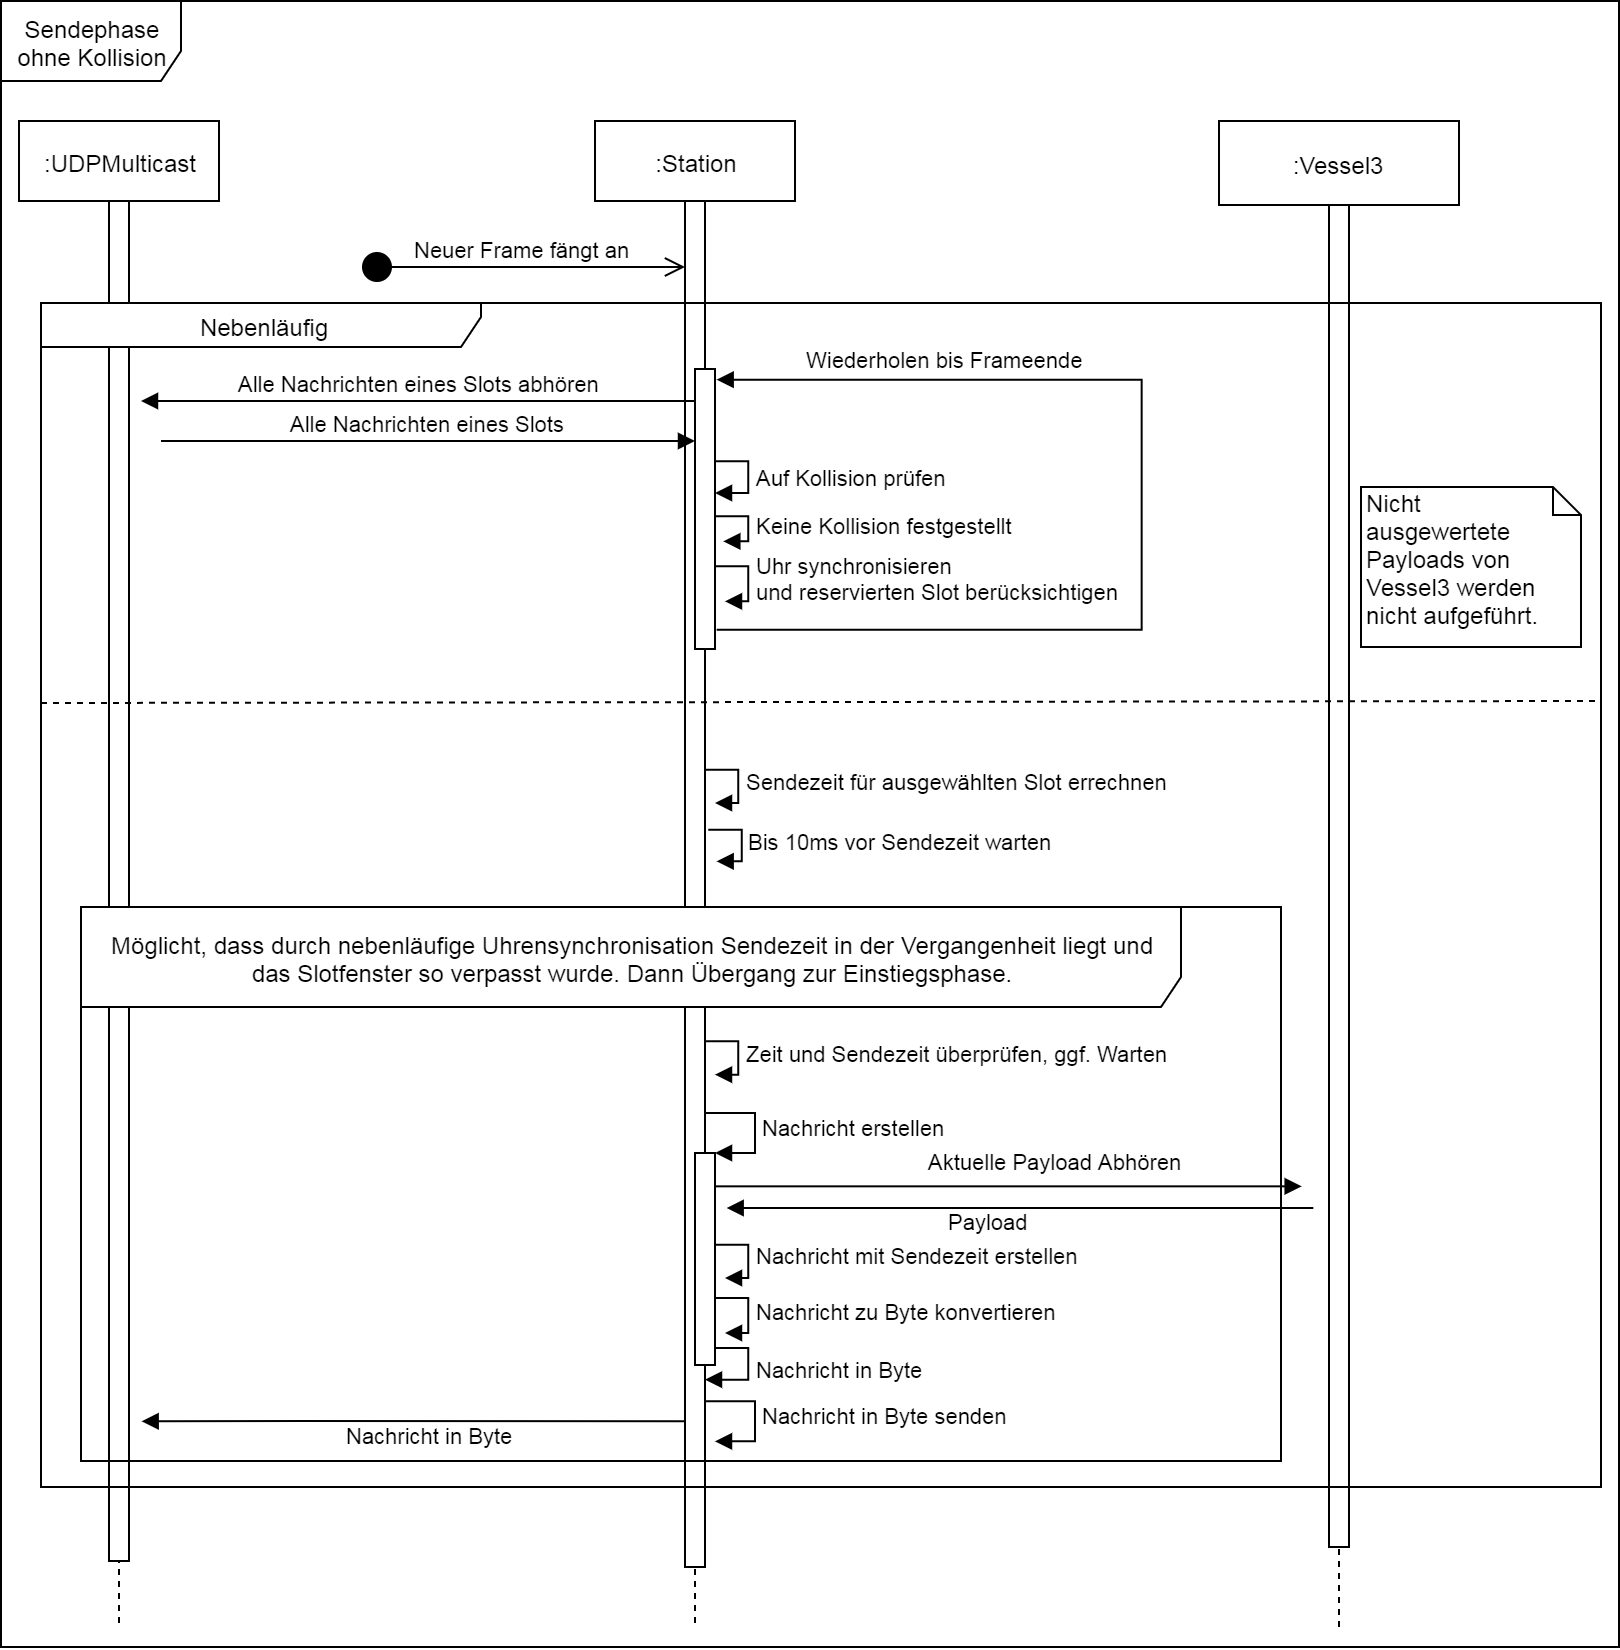 Sendephase
ohne Kollision
:UDPMulticast
:Station
:Vessel3
Neuer Frame fängt an
Nebenläufig
Wiederholen bis Frameende
Alle Nachrichten eines Slots abhören
Alle Nachrichten eines Slots
Auf Kollision prüfen
Keine Kollision festgestellt
Uhr synchronisieren
und reservierten Slot berücksichtigen
Nicht
ausgewertete
Payloads von
Vessel3 werden
nicht aufgeführt.
Sendezeit für ausgewählten Slot errechnen
Bis 10ms vor Sendezeit warten
Möglicht, dass durch nebenläufige Uhrensynchronisation Sendezeit in der Vergangenheit liegt und
das Slotfenster so verpasst wurde. Dann Übergang zur Einstiegsphase.
Zeit und Sendezeit überprüfen, ggf. Warten
Nachricht erstellen
Aktuelle Payload Abhören
Payload
Nachricht mit Sendezeit erstellen
Nachricht zu Byte konvertieren
Nachricht in Byte
Nachricht in Byte senden
Nachricht in Byte